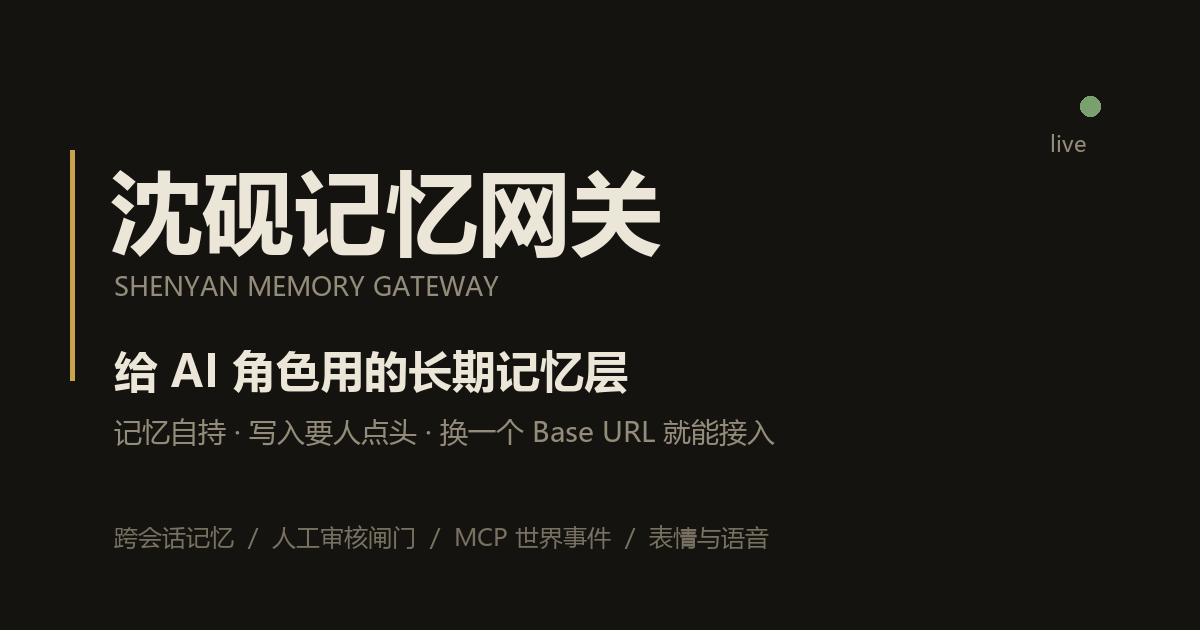 live
沈砚记忆网关
SHENYAN MEMORY GATEWAY
给 AI 角色用的长期记忆层
记忆自持 · 写入要人点头 · 换一个 Base URL 就能接入
跨会话记忆 / 人工审核闸门 / MCP 世界事件 / 表情与语音